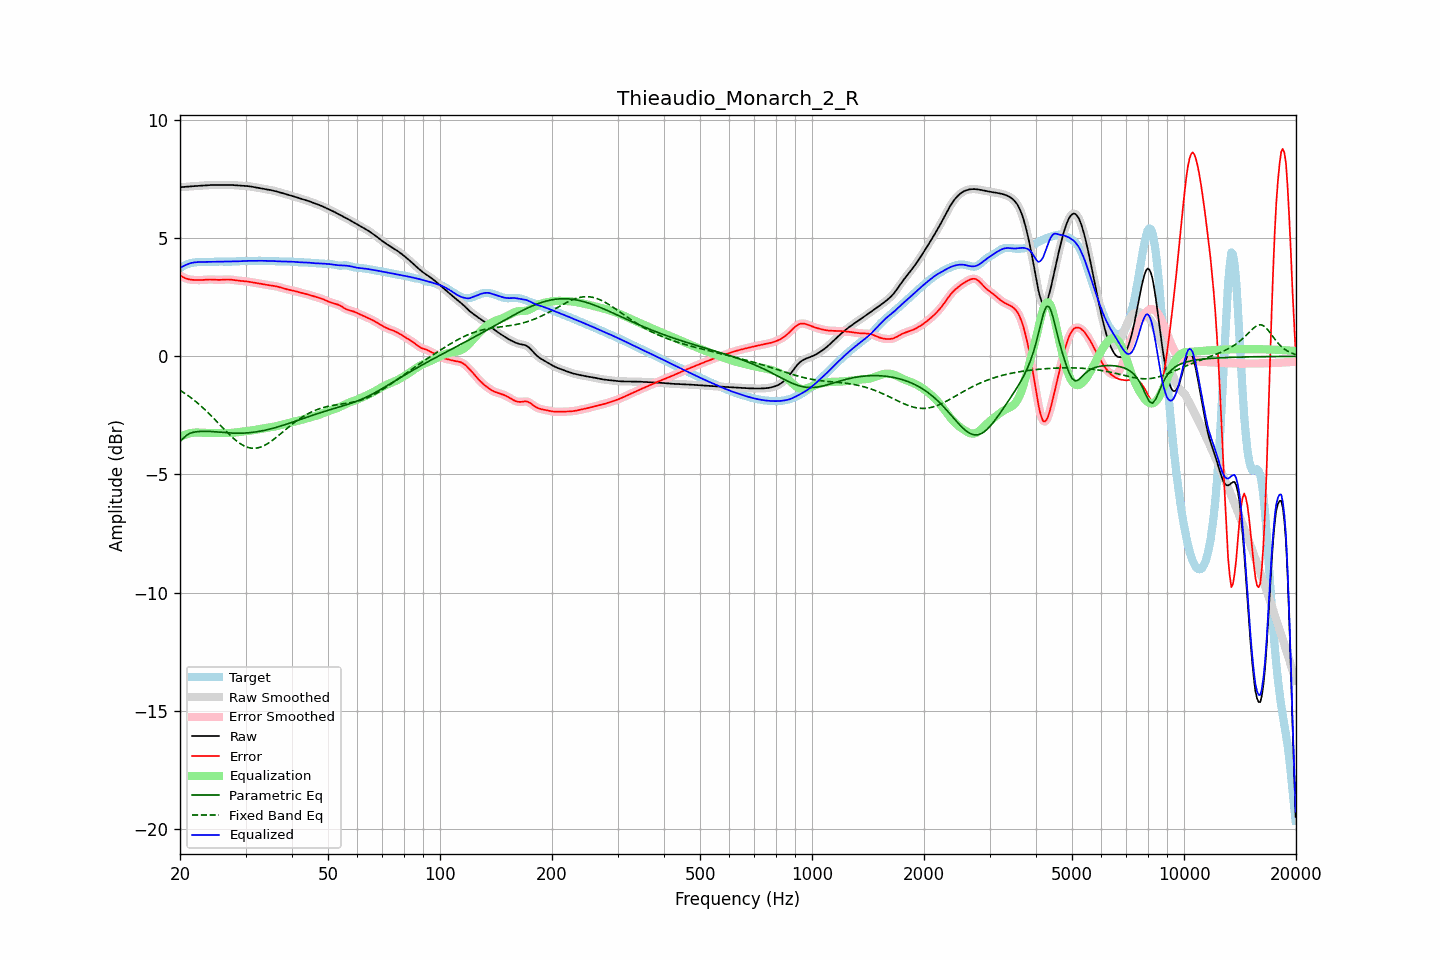 Thieaudio_Monarch_2_R
Amplitude (dBr)
10
5
0
−5
−10
−15
−20
Target
Raw Smoothed
Error Smoothed
Raw
Error
Equalization
Parametric Eq
Fixed Band Eq
Equalized
20 50 100 200 500 1000 2000 5000 10000 20000
Frequency (Hz)